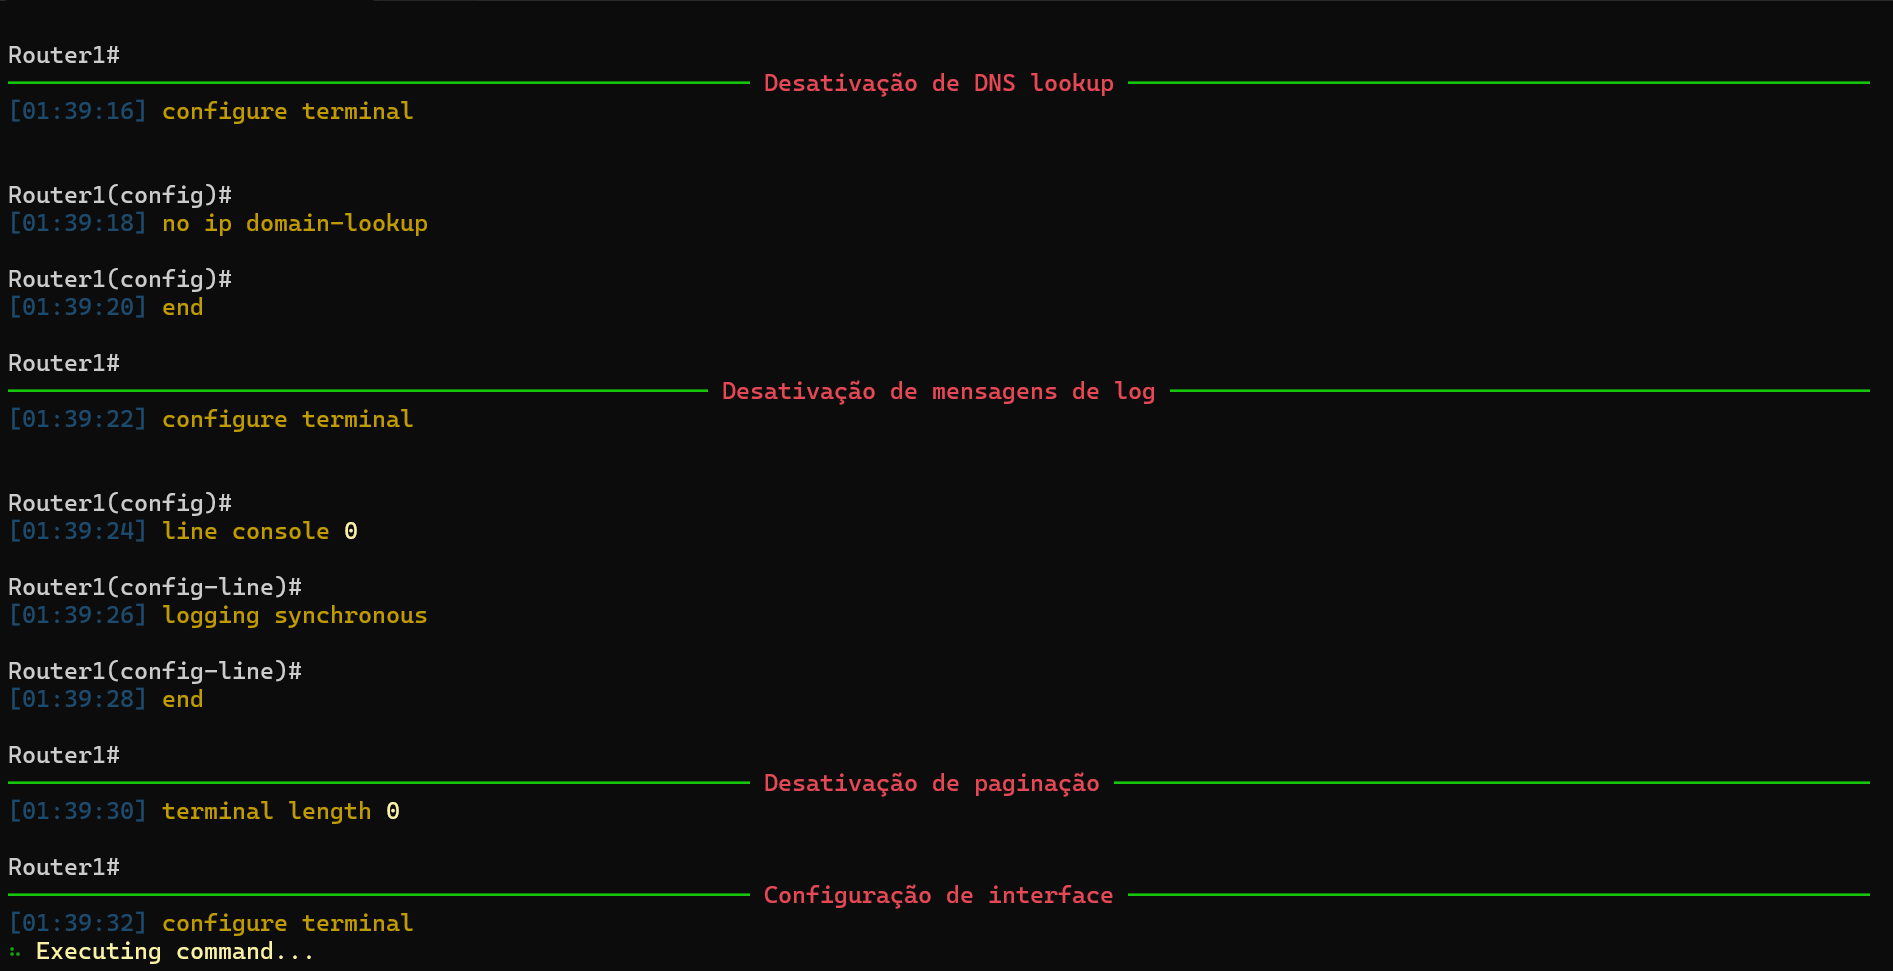 Router1#
Desativação de DNS lookup
[01:39:16] configure terminal
Router1(config)#
[01:39:18] no ip domain-lookup
Router1(config)#
[01:39:20] end
Router1#
Desativação de mensagens de log
[01:39:22] configure terminal
Router1(config)#
[01:39:24] line console 0
Router1(config-line)#
[01:39:26] logging synchronous
Router1(config-line)#
[01:39:28] end
Router1#
Desativação de paginação
[01:39:30] terminal length 0
Router1#
Configuração de interface
[01:39:32] configure terminal
Executing command...